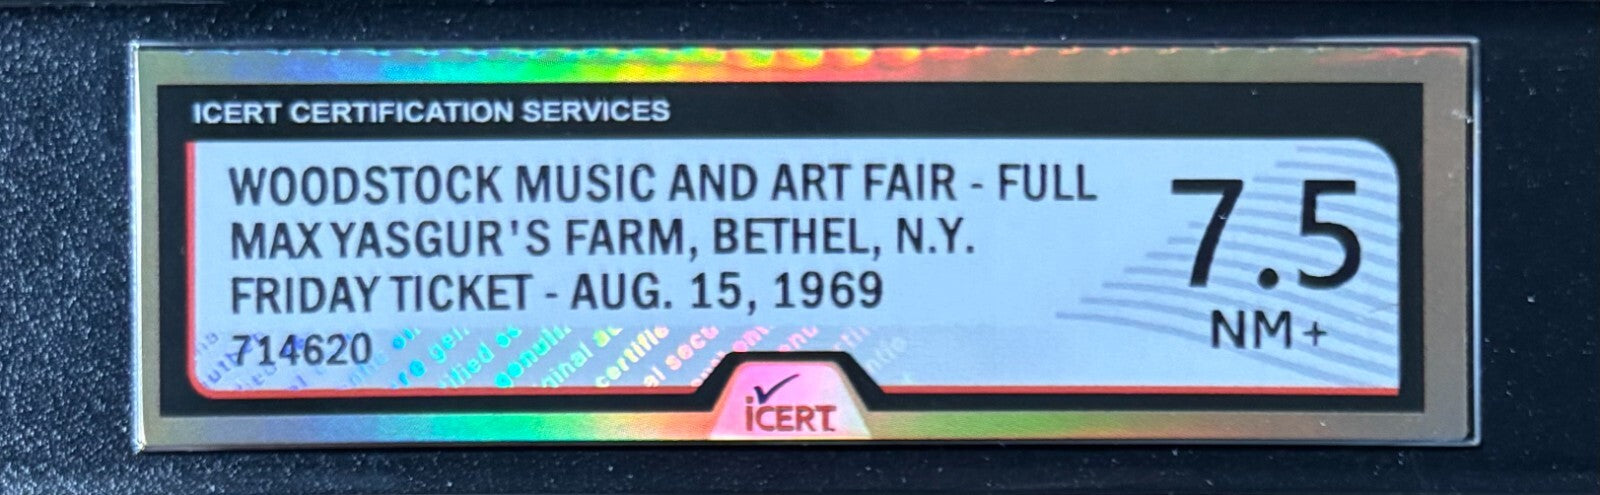 ICERT CERTIFICATION SERVICES
WOODSTOCK MUSIC AND ART FAIR - FULL
MAX YASGUR'S FARM, BETHEL, N.Y.
FRIDAY TICKET - AUG. 15, 1969
714620
7.5
NM+
iCERT